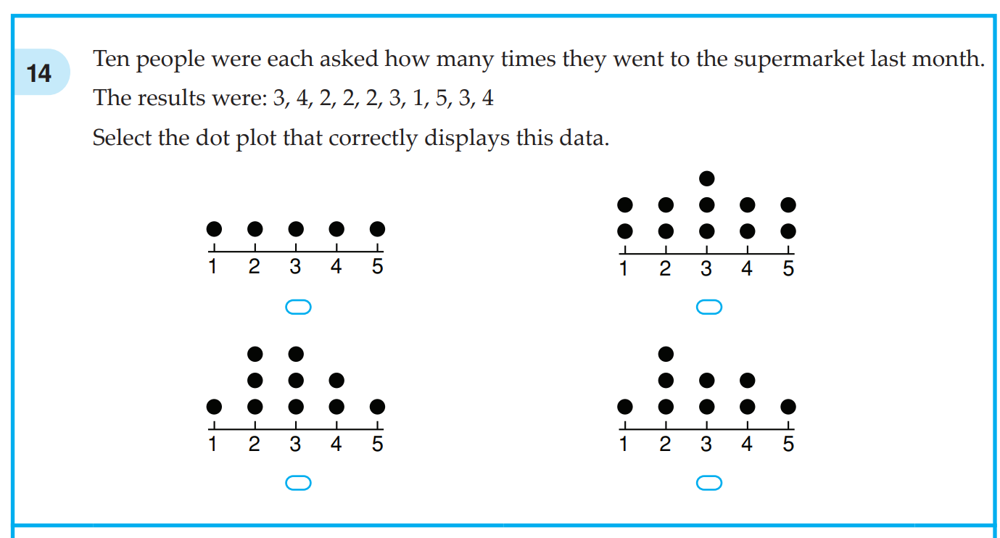 14
Ten people were each asked how many times they went to the supermarket last month.
The results were: 3, 4, 2, 2, 2, 3, 1, 5, 3, 4
Select the dot plot that correctly displays this data.
1 2 3 4 5
1 2 3 4 5
1 2 3 4 5
1 2 3 4 5